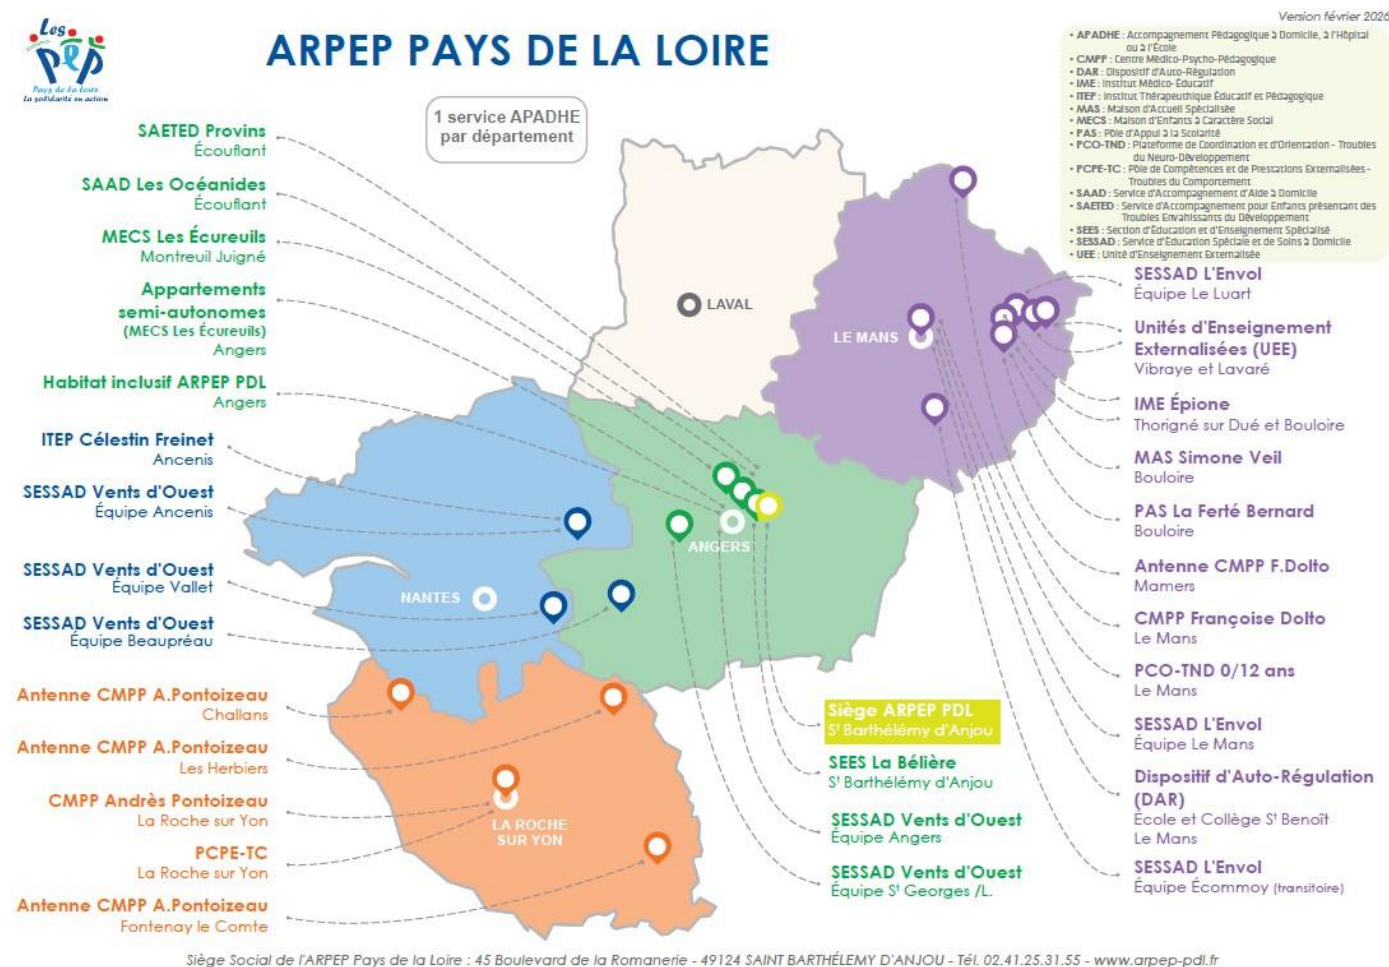 Version février 2026
Les
PEP
Pays de la Loire
La solidarité en action
ARPEP PAYS DE LA LOIRE
1 service APADHE
par département
• APADHE : Accompagnement Pédagogique à Domicile, à l'Hôpital
ou à l'École
• CMPP : Centre Médico-Psycho-Pédagogique
• DAR : Dispositif d'Auto-Régulation
• IME : Institut Médico-Éducatif
• ITEP : Institut Thérapeuthique Éducatif et Pédagogique
• MAS : Maison d'Accueil Spécialisée
• MECS : Maison d'Enfants à Caractère Social
• PAS : Pôle d'Appui à la Scolarité
• PCO-TND : Plateforme de Coordination et d'Orientation - Troubles
du Neuro-Développement
• PCPE-TC : Pôle de Compétences et de Prestations Externalisées -
Troubles du Comportement
• SAAD : Service d'Accompagnement d'Aide à Domicile
• SAETED : Service d'Accompagnement pour Enfants présentant des
Troubles Envahissants du Développement
• SEES : Section d'Éducation et d'Enseignement Spécialisé
• SESSAD : Service d'Éducation Spéciale et de Soins à Domicile
• UEE : Unité d'Enseignement Externalisée
SAETED Provins
Écouflant
SAAD Les Océanides
Écouflant
MECS Les Écureuils
Montreuil Juigné
Appartements
semi-autonomes
(MECS Les Écureuils)
Angers
Habitat inclusif ARPEP PDL
Angers
ITEP Célestin Freinet
Ancenis
SESSAD Vents d'Ouest
Équipe Ancenis
SESSAD Vents d'Ouest
Équipe Vallet
SESSAD Vents d'Ouest
Équipe Beaupréau
Antenne CMPP A.Pontoizeau
Challans
Antenne CMPP A.Pontoizeau
Les Herbiers
CMPP Andrès Pontoizeau
La Roche sur Yon
PCPE-TC
La Roche sur Yon
Antenne CMPP A.Pontoizeau
Fontenay le Comte
LAVAL
LE MANS
ANGERS
NANTES
LA ROCHE
SUR YON
Siège ARPEP PDL
Sᵗ Barthélémy d'Anjou
SEES La Bélière
Sᵗ Barthélémy d'Anjou
SESSAD Vents d'Ouest
Équipe Angers
SESSAD Vents d'Ouest
Équipe Sᵗ Georges /L.
SESSAD L'Envol
Équipe Le Luart
Unités d'Enseignement
Externalisées (UEE)
Vibraye et Lavaré
IME Épione
Thorigné sur Dué et Bouloire
MAS Simone Veil
Bouloire
PAS La Ferté Bernard
Bouloire
Antenne CMPP F.Dolto
Mamers
CMPP Françoise Dolto
Le Mans
PCO-TND 0/12 ans
Le Mans
SESSAD L'Envol
Équipe Le Mans
Dispositif d'Auto-Régulation
(DAR)
École et Collège Sᵗ Benoît
Le Mans
SESSAD L'Envol
Équipe Écommoy (transitoire)
Siège Social de l'ARPEP Pays de la Loire : 45 Boulevard de la Romanerie - 49124 SAINT BARTHÉLEMY D'ANJOU - Tél. 02.41.25.31.55 - www.arpep-pdl.fr